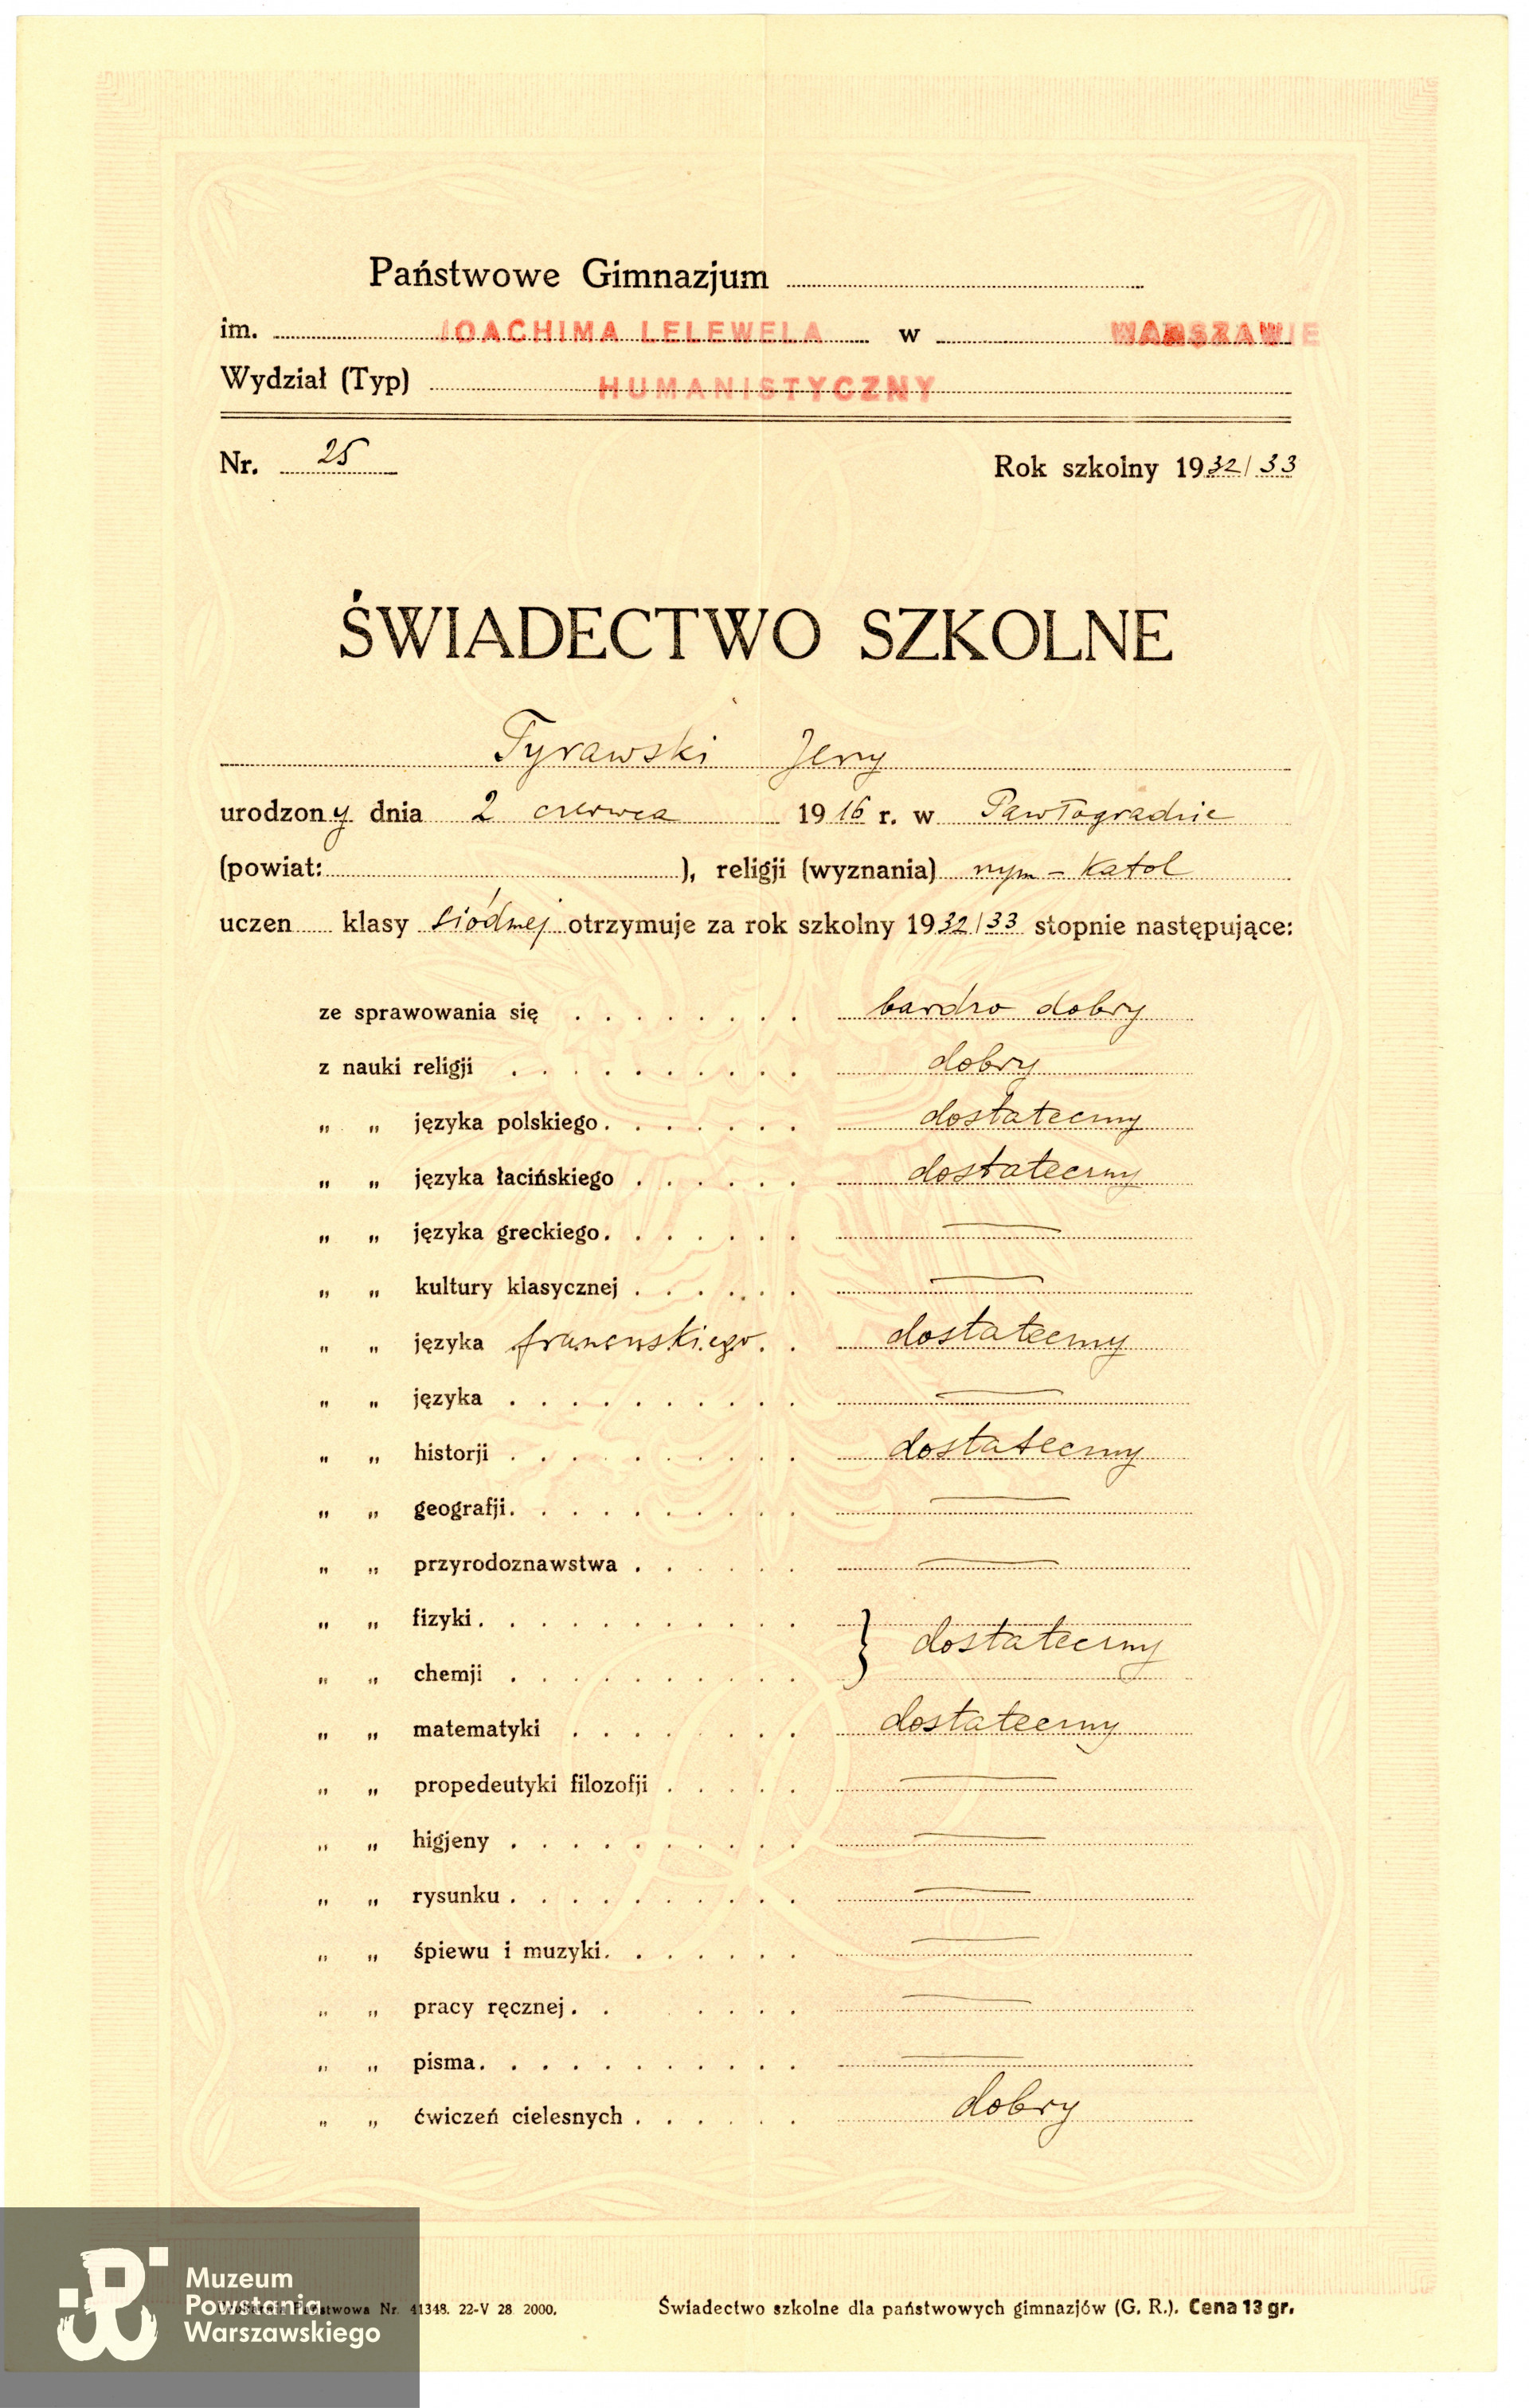 Państwowe Gimnazjum
im. JOACHIMA LELEWELA w WARSZAWIE
Wydział (Typ) HUMANISTYCZNY
Nr. 25 Rok szkolny 1932/33
ŚWIADECTWO SZKOLNE
Tyrawski Jerzy
urodzony dnia 2 czerwca 1916 r. w Pawłogradzie
(powiat: ), religji (wyznania) rzym-katol
uczen klasy siódmej otrzymuje za rok szkolny 1932/33 stopnie następujące:
ze sprawowania się bardzo dobry
z nauki religji dobry
„ „ języka polskiego dostateczny
„ „ języka łacińskiego dostateczny
„ „ języka greckiego —
„ „ kultury klasycznej —
„ „ języka francuskiego dostateczny
„ „ języka —
„ „ historji dostateczny
„ „ geografji —
„ „ przyrodoznawstwa —
„ „ fizyki } dostateczny
„ „ chemji
„ „ matematyki dostateczny
„ „ propedeutyki filozofji —
„ „ higjeny —
„ „ rysunku —
„ „ śpiewu i muzyki —
„ „ pracy ręcznej —
„ „ pisma —
„ „ ćwiczeń cielesnych dobry
Państwowa Nr. 41348. 22-V 28 2000. Świadectwo szkolne dla państwowych gimnazjów (G. R.). Cena 13 gr.
Muzeum
Powstania
Warszawskiego